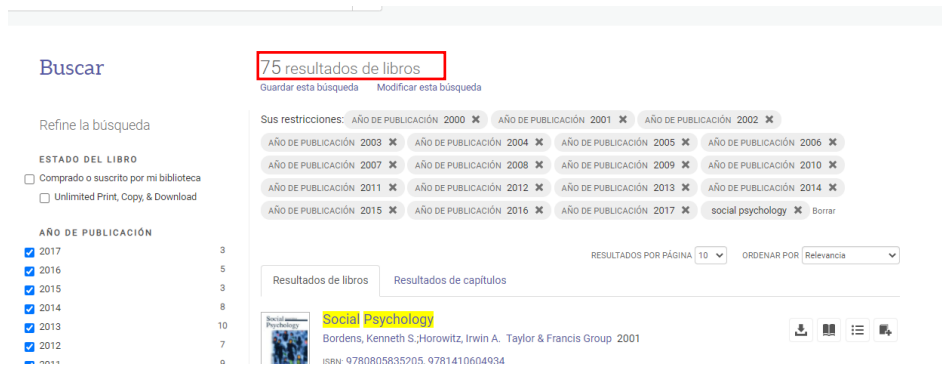 Buscar
75 resultados de libros
Guardar esta búsqueda Modificar esta búsqueda
Refine la búsqueda
ESTADO DEL LIBRO
Comprado o suscrito por mi biblioteca
Unlimited Print, Copy, & Download
AÑO DE PUBLICACIÓN
2017 3
2016 5
2015 3
2014 8
2013 10
2012 7
2011 9
Sus restricciones: AÑO DE PUBLICACIÓN 2000 ✖ AÑO DE PUBLICACIÓN 2001 ✖ AÑO DE PUBLICACIÓN 2002 ✖
AÑO DE PUBLICACIÓN 2003 ✖ AÑO DE PUBLICACIÓN 2004 ✖ AÑO DE PUBLICACIÓN 2005 ✖ AÑO DE PUBLICACIÓN 2006 ✖
AÑO DE PUBLICACIÓN 2007 ✖ AÑO DE PUBLICACIÓN 2008 ✖ AÑO DE PUBLICACIÓN 2009 ✖ AÑO DE PUBLICACIÓN 2010 ✖
AÑO DE PUBLICACIÓN 2011 ✖ AÑO DE PUBLICACIÓN 2012 ✖ AÑO DE PUBLICACIÓN 2013 ✖ AÑO DE PUBLICACIÓN 2014 ✖
AÑO DE PUBLICACIÓN 2015 ✖ AÑO DE PUBLICACIÓN 2016 ✖ AÑO DE PUBLICACIÓN 2017 ✖ social psychology ✖ Borrar
RESULTADOS POR PÁGINA 10 ORDENAR POR Relevancia
Resultados de libros Resultados de capítulos
Social
Psychology
Social Psychology
Bordens, Kenneth S.;Horowitz, Irwin A. Taylor & Francis Group 2001
ISBN: 9780805835205, 9781410604934